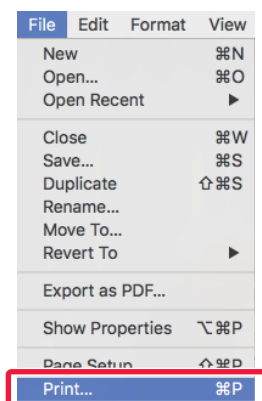 File Edit Format View
New ⌘N
Open... ⌘O
Open Recent ▶
Close ⌘W
Save... ⌘S
Duplicate ⇧⌘S
Rename...
Move To...
Revert To ▶
Export as PDF...
Show Properties ⌥⌘P
Page Setup ⇧⌘P
Print... ⌘P